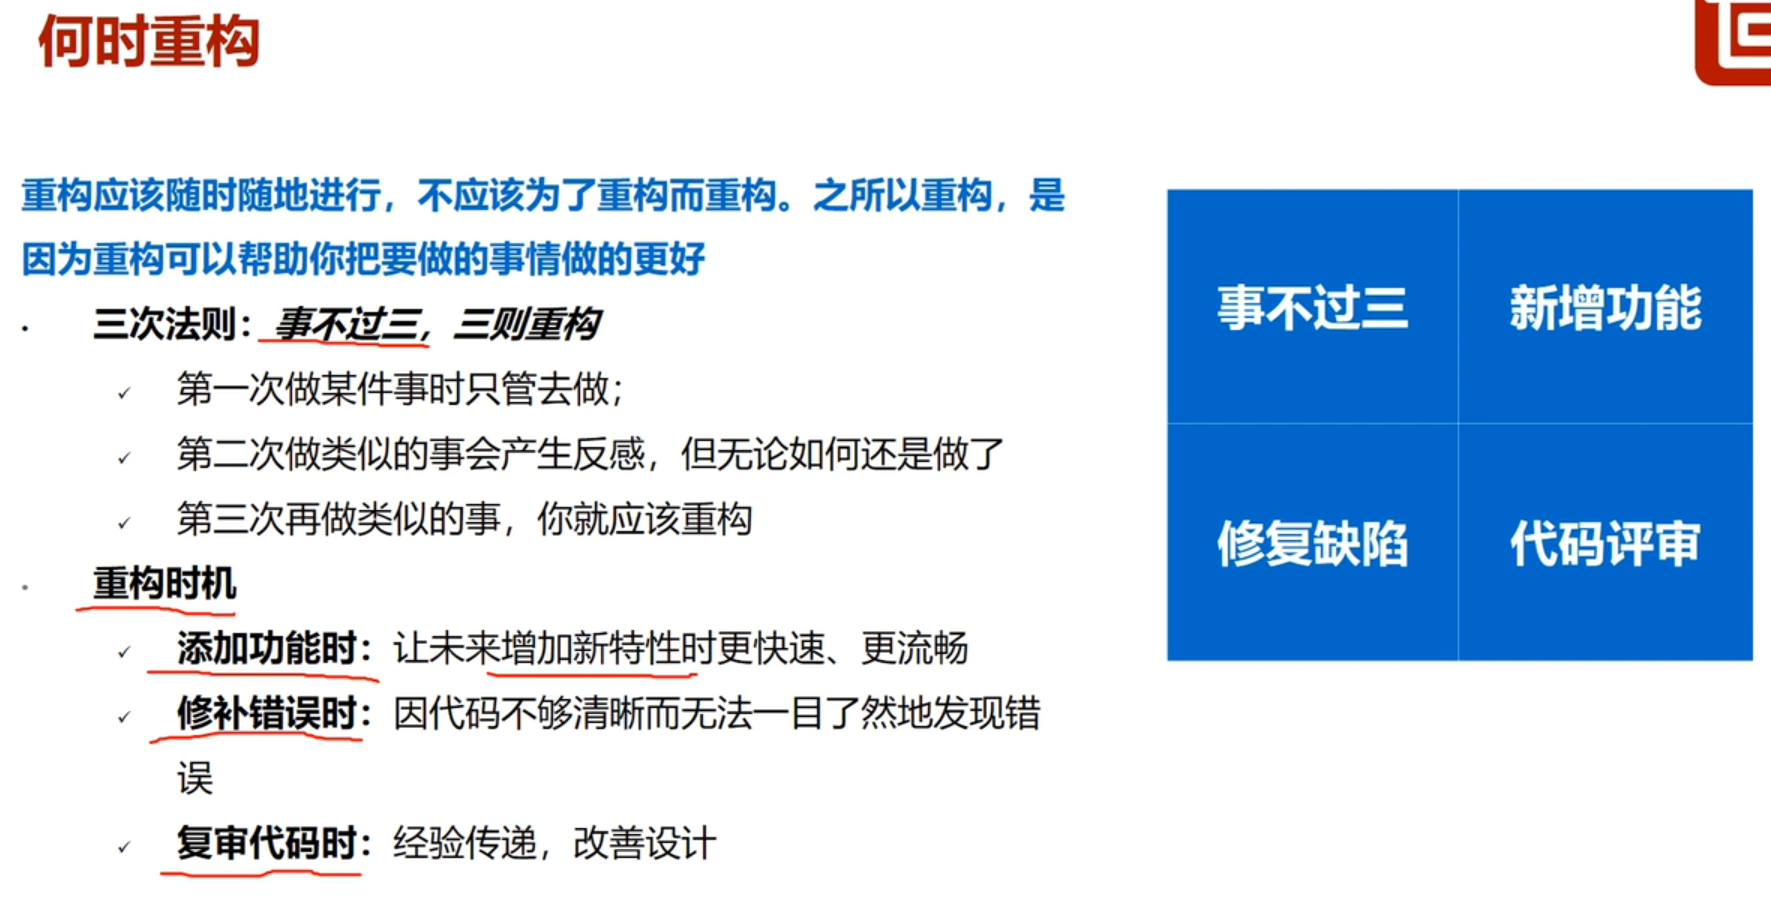 何时重构
重构应该随时随地进行，不应该为了重构而重构。之所以重构，是
因为重构可以帮助你把要做的事情做的更好
· 三次法则：事不过三，三则重构
✓ 第一次做某件事时只管去做；
✓ 第二次做类似的事会产生反感，但无论如何还是做了
✓ 第三次再做类似的事，你就应该重构
· 重构时机
✓ 添加功能时：让未来增加新特性时更快速、更流畅
✓ 修补错误时：因代码不够清晰而无法一目了然地发现错
误
✓ 复审代码时：经验传递，改善设计
事不过三
新增功能
修复缺陷
代码评审